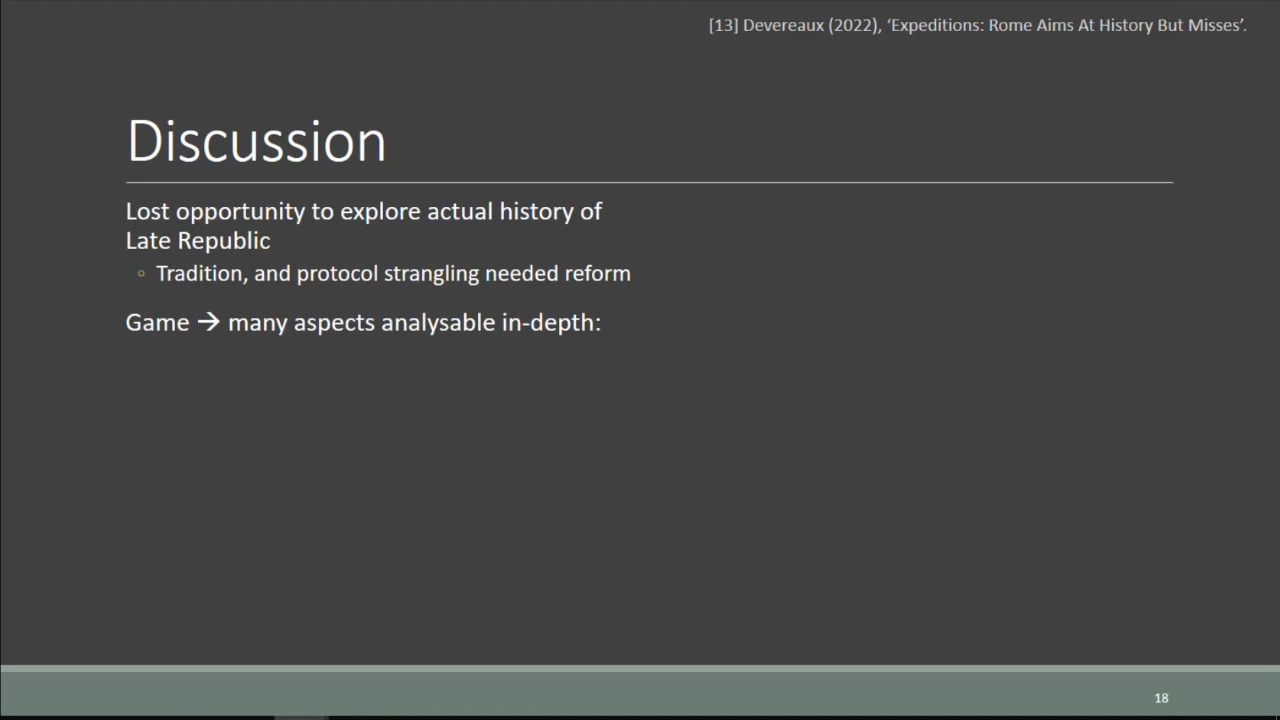 [13] Devereaux (2022), ‘Expeditions: Rome Aims At History But Misses’.
Discussion
Lost opportunity to explore actual history of
Late Republic
◦ Tradition, and protocol strangling needed reform
Game → many aspects analysable in-depth:
18